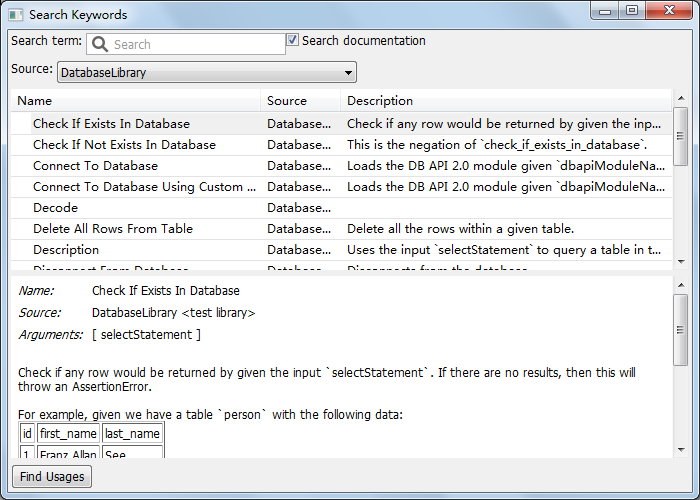 Search Keywords
Search term: Search Search documentation
Source: DatabaseLibrary
Name Source Description
Check If Exists In Database Database... Check if any row would be returned by given the inp...
Check If Not Exists In Database Database... This is the negation of `check_if_exists_in_database`.
Connect To Database Database... Loads the DB API 2.0 module given `dbapiModuleNa...
Connect To Database Using Custom ... Database... Loads the DB API 2.0 module given `dbapiModuleNa...
Decode Database...
Delete All Rows From Table Database... Delete all the rows within a given table.
Description Database... Uses the input `selectStatement` to query a table in t...
Disconnect From Database Database... Disconnects from the database.
Name: Check If Exists In Database
Source: DatabaseLibrary <test library>
Arguments: [ selectStatement ]
Check if any row would be returned by given the input `selectStatement`. If there are no results, then this will
throw an AssertionError.
For example, given we have a table `person` with the following data:
id first_name last_name
1 Franz Allan See
Find Usages